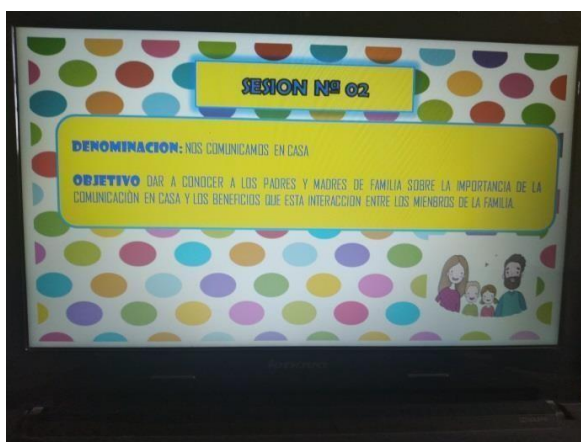 SESION Nº 02
DENOMINACION: NOS COMUNICAMOS EN CASA
OBJETIVO DAR A CONOCER A LOS PADRES Y MADRES DE FAMILIA SOBRE LA IMPORTANCIA DE LA
COMUNICACIÓN EN CASA Y LOS BENEFICIOS QUE ESTA INTERACCION ENTRE LOS MIENBROS DE LA FAMILIA.